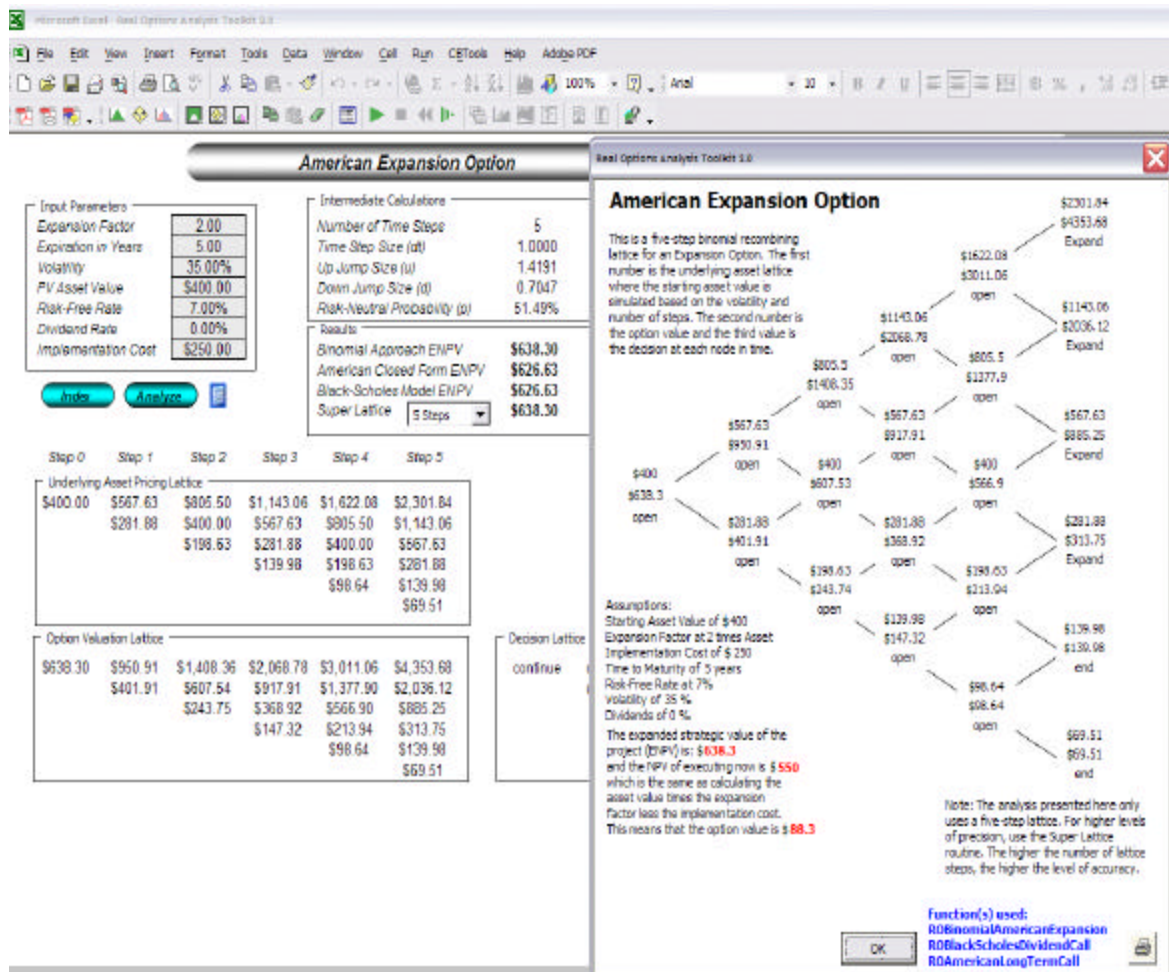 Microsoft Excel - Real Options Analysis Toolkit 2.0
File Edit View Insert Format Tools Data Window Cell Run CBTools Help Adobe PDF
100% Arial 10 B I U
American Expansion Option
Input Parameters
Expansion Factor 2.00
Expiration in Years 5.00
Volatility 35.00%
PV Asset Value $400.00
Risk-Free Rate 7.00%
Dividend Rate 0.00%
Implementation Cost $250.00
Index Analyze
Intermediate Calculations
Number of Time Steps 5
Time Step Size (dt) 1.0000
Up Jump Size (u) 1.4191
Down Jump Size (d) 0.7047
Risk-Neutral Probability (p) 51.49%
Results
Binomial Approach ENPV $638.30
American Closed Form ENPV $626.63
Black-Scholes Model ENPV $626.63
Super Lattice 5 Steps $638.30
Step 0 Step 1 Step 2 Step 3 Step 4 Step 5
Underlying Asset Pricing Lattice
$400.00 $567.63 $805.50 $1,143.06 $1,622.08 $2,301.84
$281.88 $400.00 $567.63 $805.50 $1,143.06
$198.63 $281.88 $400.00 $567.63
$139.98 $198.63 $281.88
$98.64 $139.98
$69.51
Option Valuation Lattice
$638.30 $950.91 $1,408.36 $2,068.78 $3,011.06 $4,353.68
$401.91 $607.54 $917.91 $1,377.90 $2,036.12
$243.75 $368.92 $566.90 $885.25
$147.32 $213.94 $313.75
$98.64 $139.98
$69.51
Decision Lattice
continue
Real Options Analysis Toolkit 2.0
American Expansion Option
This is a five-step binomial recombining
lattice for an Expansion Option. The first
number is the underlying asset lattice
where the starting asset value is
simulated based on the volatility and
number of steps. The second number is
the option value and the third value is
the decision at each node in time.
$400
$638.3
open
$567.63
$950.91
open
$281.88
$401.91
open
$805.5
$1408.35
open
$400
$607.53
open
$198.63
$243.74
open
$1143.06
$2068.78
open
$567.63
$917.91
open
$281.88
$368.92
open
$139.98
$147.32
open
$1622.08
$3011.06
open
$805.5
$1377.9
open
$400
$566.9
open
$198.63
$213.94
open
$98.64
$98.64
open
$2301.84
$4353.68
Expand
$1143.06
$2036.12
Expand
$567.63
$885.25
Expand
$281.88
$313.75
Expand
$139.98
$139.98
end
$69.51
$69.51
end
Assumptions:
Starting Asset Value of $400
Expansion Factor at 2 times Asset
Implementation Cost of $ 250
Time to Maturity of 5 years
Risk-Free Rate at 7%
Volatility of 35 %
Dividends of 0 %
The expanded strategic value of the
project (ENPV) is: $638.3
and the NPV of executing now is $ 550
which is the same as calculating the
asset value times the expansion
factor less the implementation cost.
This means that the option value is $ 88.3
Note: The analysis presented here only
uses a five-step lattice. For higher levels
of precision, use the Super Lattice
routine. The higher the number of lattice
steps, the higher the level of accuracy.
OK
Function(s) used:
ROBinomialAmericanExpansion
ROBlackScholesDividendCall
ROAmericanLongTermCall